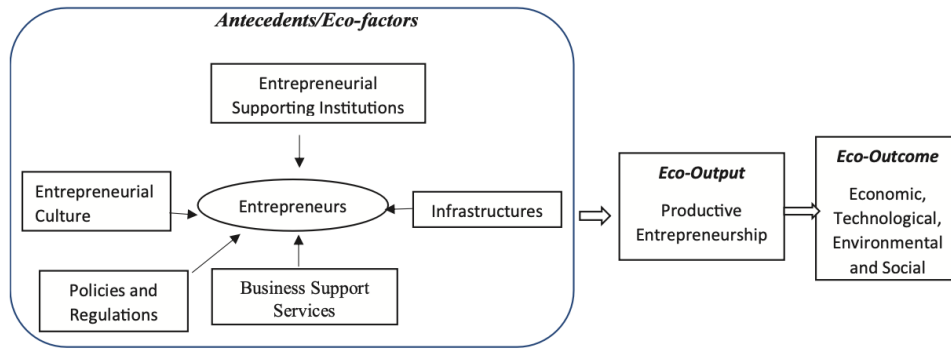 Antecedents/Eco-factors
Entrepreneurial
Supporting Institutions
Entrepreneurial
Culture
Entrepreneurs
Infrastructures
Policies and
Regulations
Business Support
Services
Eco-Output
Productive
Entrepreneurship
Eco-Outcome
Economic,
Technological,
Environmental
and Social